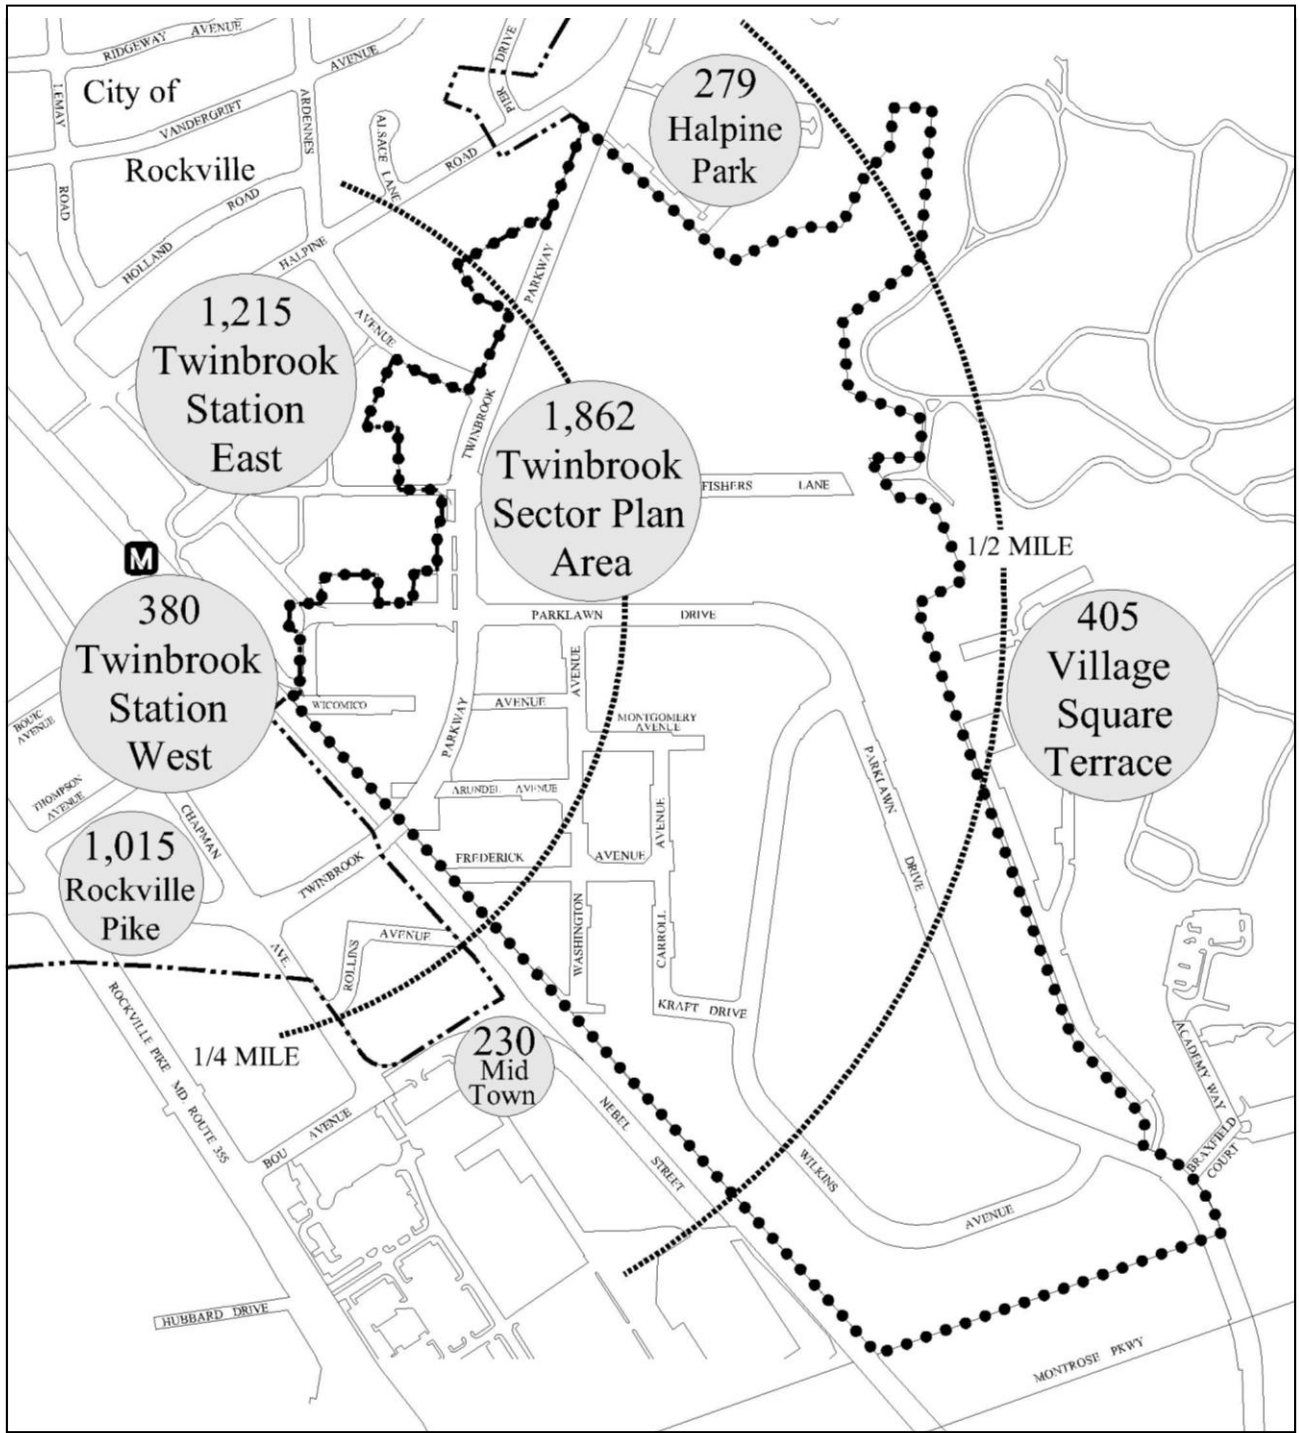 RIDGEWAY AVENUE
City of
Rockville
LEMAY
ROAD
VANDERGRIFT
AVENUE
ARDENNES
ALSACE LANE
PIER DRIVE
HALPINE ROAD
HOLLAND ROAD
AVENUE
279
Halpine
Park
1,215
Twinbrook
Station
East
TWINBROOK PARKWAY
1,862
Twinbrook
Sector Plan
Area
FISHERS LANE
1/2 MILE
M
380
Twinbrook
Station
West
PARKLAWN DRIVE
405
Village
Square
Terrace
BOUIC
AVENUE
WICOMICO
AVENUE
AVENUE
MONTGOMERY
AVENUE
PARKWAY
THOMPSON
AVENUE
CHAPMAN
AVE.
ARUNDEL AVENUE
PARKLAWN
DRIVE
1,015
Rockville
Pike
TWINBROOK
FREDERICK AVENUE
AVENUE
CARROLL
WASHINGTON
ROLLINS
AVENUE
KRAFT DRIVE
1/4 MILE
ROCKVILLE PIKE MD. ROUTE 355
230
Mid
Town
BOU AVENUE
NEBEL
STREET
WILKINS
AVENUE
ACADEMY WAY
BRAXFIELD
COURT
HUBBARD DRIVE
MONTROSE PKWY